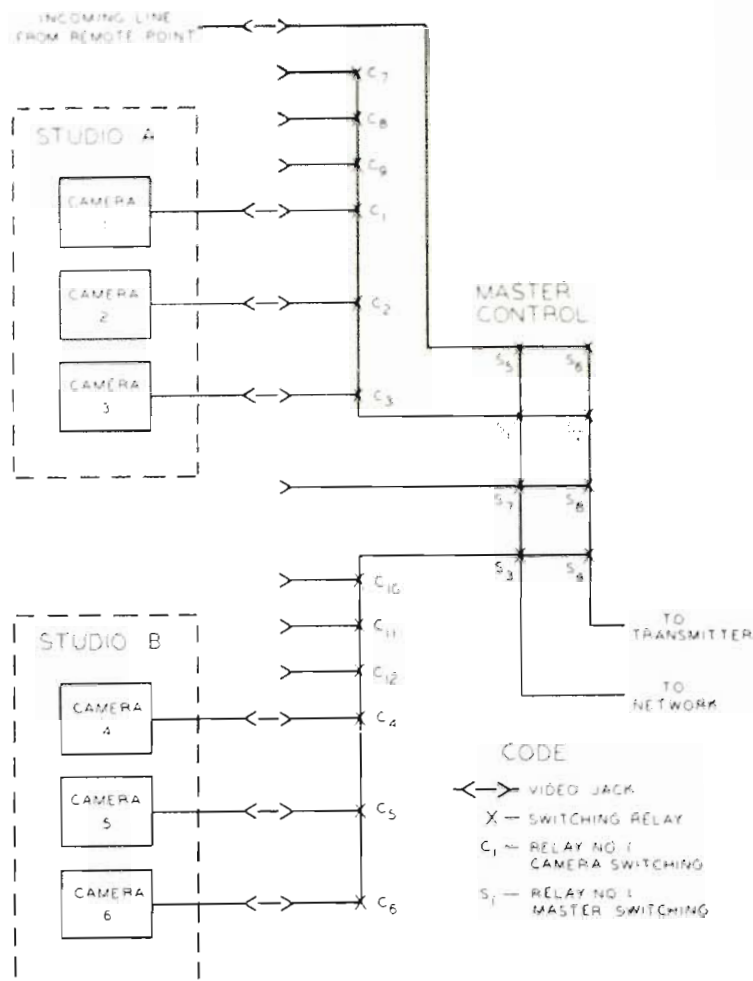 INCOMING LINE
FROM REMOTE POINT
C7
C8
C9
STUDIO A
CAMERA
1
C1
CAMERA
2
C2
CAMERA
3
C3
MASTER
CONTROL
S5
S6
S7
S8
S3
S9
C10
C11
C12
STUDIO B
CAMERA
4
C4
CAMERA
5
C5
CAMERA
6
C6
TO
TRANSMITTER
TO
NETWORK
CODE
VIDEO JACK
X — SWITCHING RELAY
C1 — RELAY NO 1
CAMERA SWITCHING
S1 — RELAY NO 1
MASTER SWITCHING